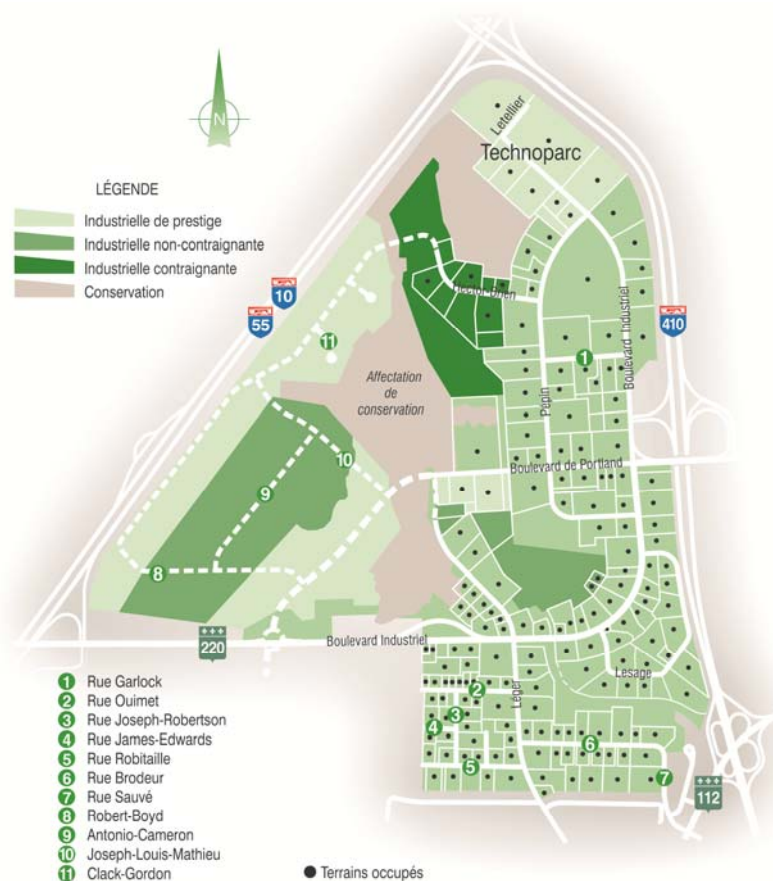 N
LÉGENDE
Industrielle de prestige
Industrielle non-contraignante
Industrielle contraignante
Conservation
Letellier
Technoparc
10
55
410
Hector-Brien
11
Affectation
de
conservation
1
Boulevard Industriel
Pépin
10
Boulevard de Portland
9
8
220
Boulevard Industriel
Léger
Lesage
2
3
4
5
6
7
112
1 Rue Garlock
2 Rue Ouimet
3 Rue Joseph-Robertson
4 Rue James-Edwards
5 Rue Robitaille
6 Rue Brodeur
7 Rue Sauvé
8 Robert-Boyd
9 Antonio-Cameron
10 Joseph-Louis-Mathieu
11 Clack-Gordon
Terrains occupés